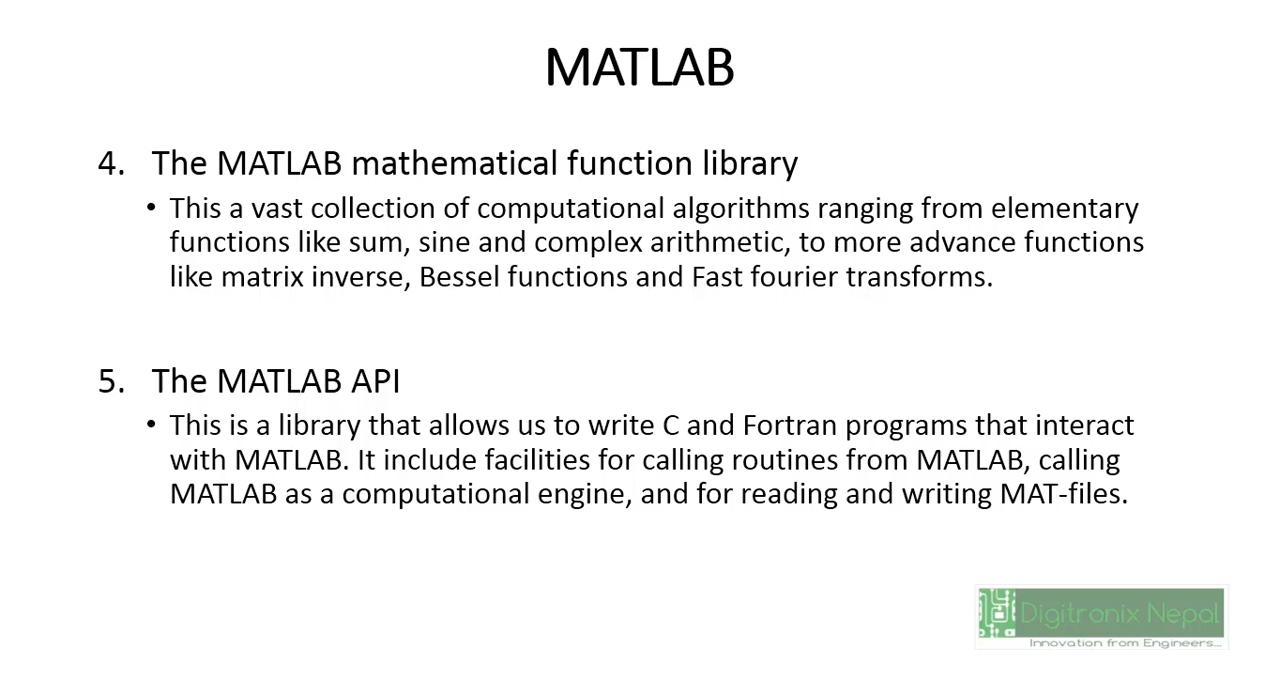 MATLAB
4. The MATLAB mathematical function library
• This a vast collection of computational algorithms ranging from elementary
functions like sum, sine and complex arithmetic, to more advance functions
like matrix inverse, Bessel functions and Fast fourier transforms.
5. The MATLAB API
• This is a library that allows us to write C and Fortran programs that interact
with MATLAB. It include facilities for calling routines from MATLAB, calling
MATLAB as a computational engine, and for reading and writing MAT-files.
Digitronix Nepal
Innovation from Engineers...